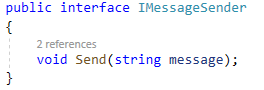 public interface IMessageSender
{
2 references
void Send(string message);
}